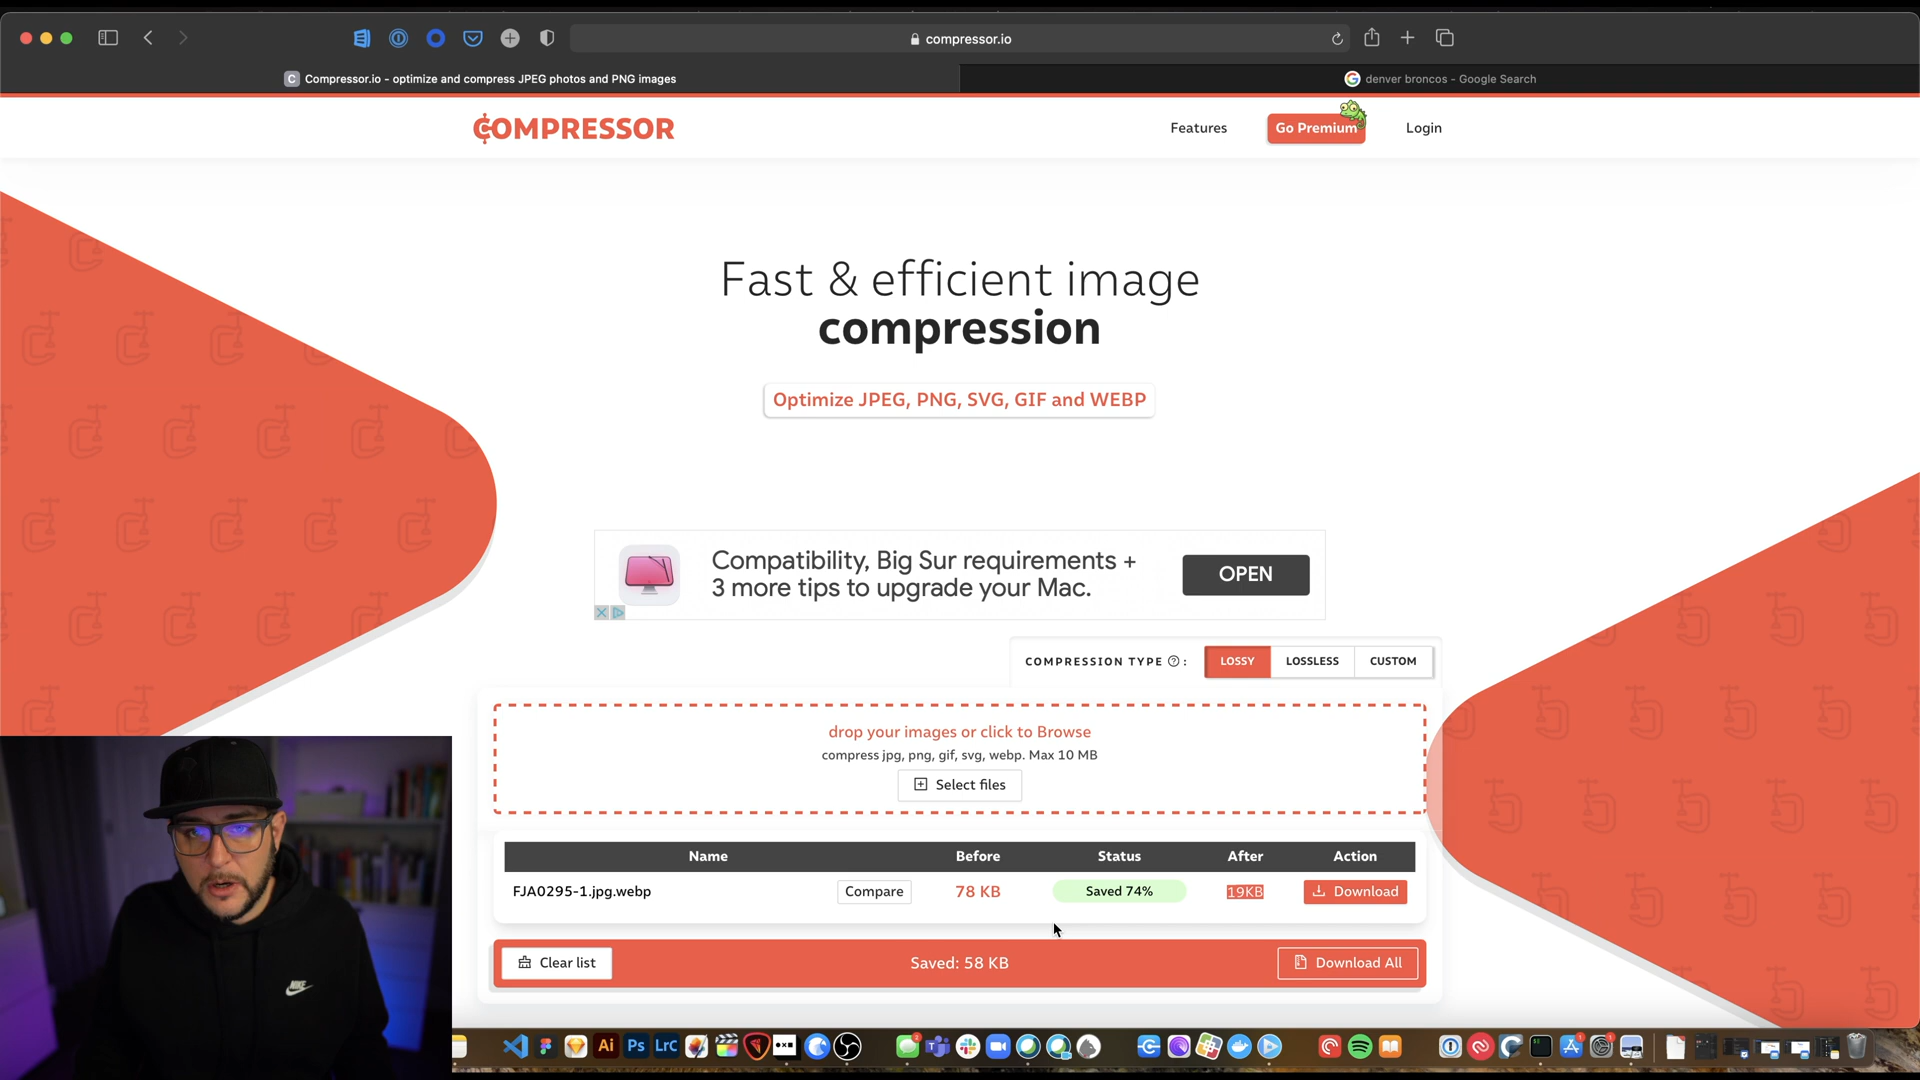 compressor.io
C Compressor.io - optimize and compress JPEG photos and PNG images
denver broncos - Google Search
COMPRESSOR
Features
Go Premium
Login
Fast & efficient image
compression
Optimize JPEG, PNG, SVG, GIF and WEBP
Compatibility, Big Sur requirements +
3 more tips to upgrade your Mac.
OPEN
COMPRESSION TYPE ? :
LOSSY
LOSSLESS
CUSTOM
drop your images or click to Browse
compress jpg, png, gif, svg, webp. Max 10 MB
Select files
Name Before Status After Action
FJA0295-1.jpg.webp Compare 78 KB Saved 74% 19KB Download
Clear list
Saved: 58 KB
Download All
Ai Ps LrC